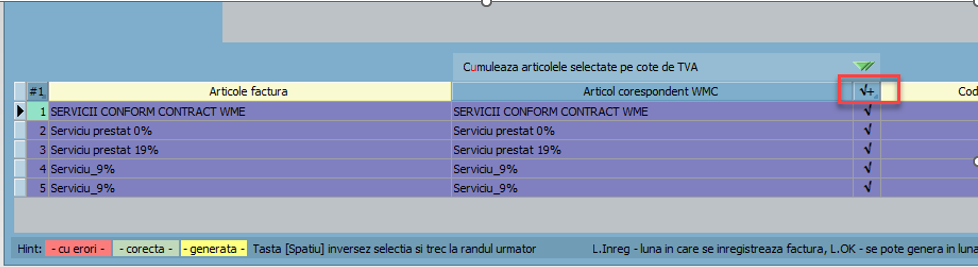 Cumuleaza articolele selectate pe cote de TVA
#1 Articole factura Articol corespondent WMC √+ Cod
1 SERVICII CONFORM CONTRACT WME SERVICII CONFORM CONTRACT WME √
2 Serviciu prestat 0% Serviciu prestat 0% √
3 Serviciu prestat 19% Serviciu prestat 19% √
4 Serviciu_9% Serviciu_9% √
5 Serviciu_9% Serviciu_9% √
Hint: - cu erori - - corecta - - generata - Tasta [Spatiu] inversez selectia si trec la randul urmator L.Inreg - luna in care se inregistreaza factura, L.OK - se pote genera in luna